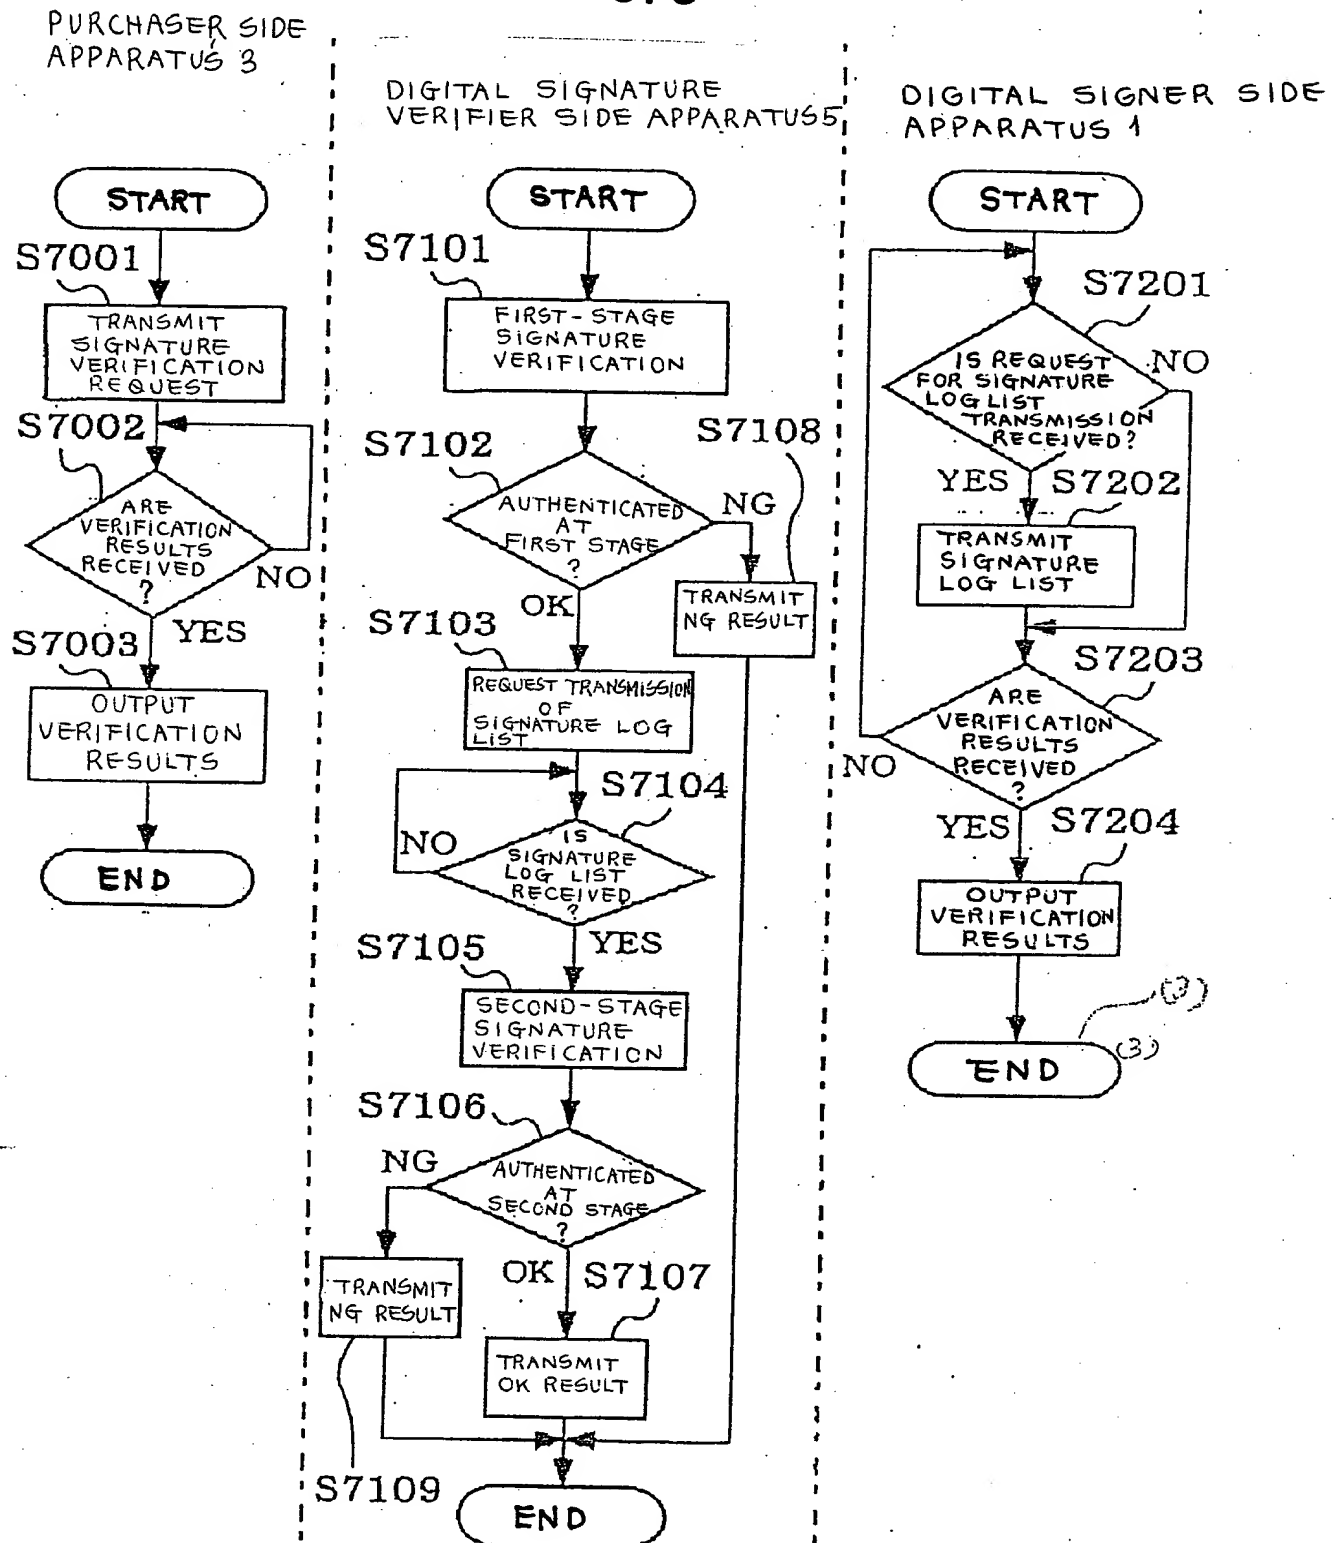 PURCHASER SIDE
APPARATUS 3
START
S7001
TRANSMIT
SIGNATURE
VERIFICATION
REQUEST
S7002
ARE
VERIFICATION
RESULTS
RECEIVED
?
NO
YES
S7003
OUTPUT
VERIFICATION
RESULTS
END
DIGITAL SIGNATURE
VERIFIER SIDE APPARATUS5
START
S7101
FIRST-STAGE
SIGNATURE
VERIFICATION
S7102
AUTHENTICATED
AT
FIRST STAGE
?
NG
S7108
TRANSMIT
NG RESULT
OK
S7103
REQUEST TRANSMISSION
OF
SIGNATURE LOG
LIST
S7104
NO
IS
SIGNATURE
LOG LIST
RECEIVED
?
YES
S7105
SECOND-STAGE
SIGNATURE
VERIFICATION
S7106
NG
AUTHENTICATED
AT
SECOND STAGE
?
TRANSMIT
NG RESULT
S7109
OK
S7107
TRANSMIT
OK RESULT
END
DIGITAL SIGNER SIDE
APPARATUS 1
START
S7201
IS REQUEST
FOR SIGNATURE
LOG LIST
TRANSMISSION
RECEIVED?
NO
YES
S7202
TRANSMIT
SIGNATURE
LOG LIST
S7203
ARE
VERIFICATION
RESULTS
RECEIVED
?
NO
YES
S7204
OUTPUT
VERIFICATION
RESULTS
(3)
END
(3)